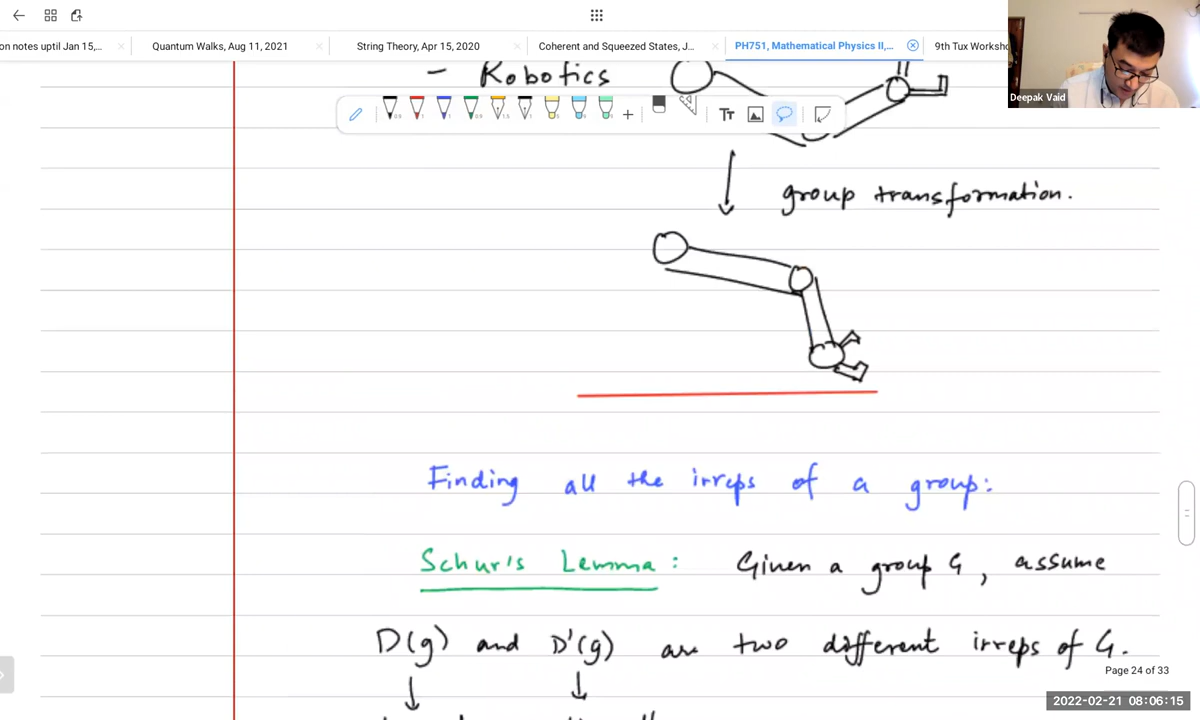 on notes uptil Jan 15,...
Quantum Walks, Aug 11, 2021
String Theory, Apr 15, 2020
Coherent and Squeezed States, J...
PH751, Mathematical Physics II,...
9th Tux Worksho
Deepak Vaid
- Robotics
Tт
group transformation.
Finding all the irreps of a group:
Schur's Lemma : Given a group G, assume
D(g) and D'(g) are two different irreps of G.
Page 24 of 33
2022-02-21 08:06:15